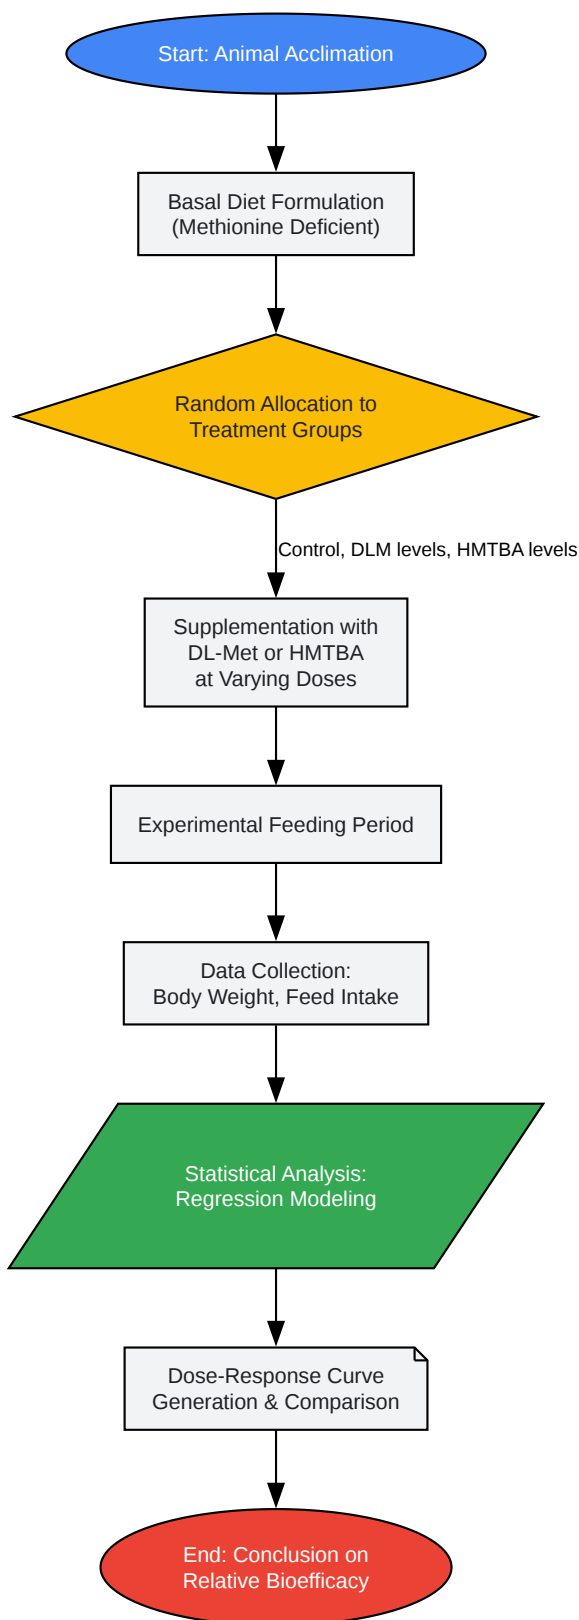 Start: Animal Acclimation
Basal Diet Formulation
(Methionine Deficient)
Random Allocation to
Treatment Groups
Control, DLM levels, HMTBA levels
Supplementation with
DL-Met or HMTBA
at Varying Doses
Experimental Feeding Period
Data Collection:
Body Weight, Feed Intake
Statistical Analysis:
Regression Modeling
Dose-Response Curve
Generation & Comparison
End: Conclusion on
Relative Bioefficacy